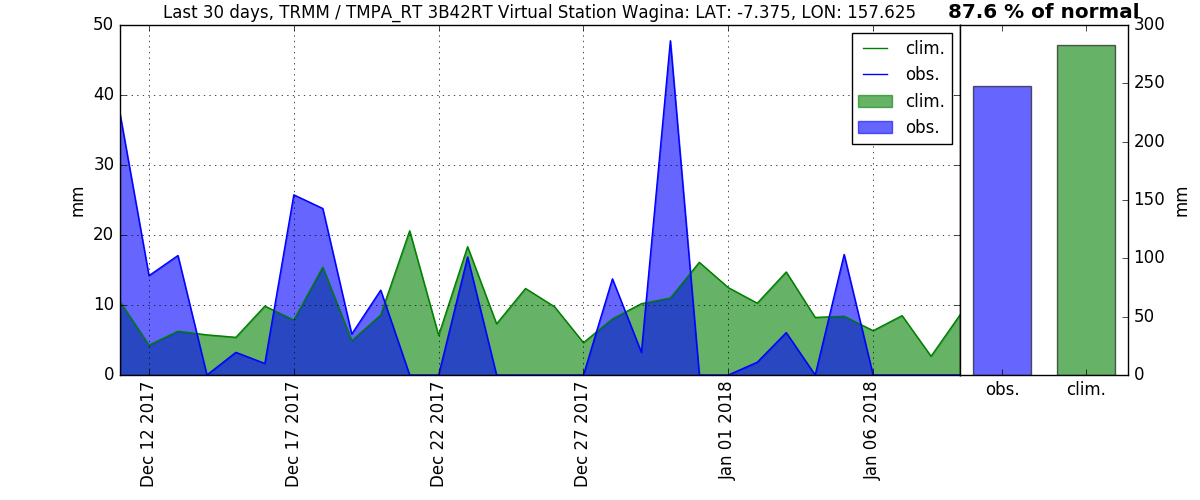 Last 30 days, TRMM / TMPA_RT 3B42RT Virtual Station Wagina: LAT: -7.375, LON: 157.625
87.6 % of normal
50
40
30
20
10
0
mm
clim.
obs.
clim.
obs.
Dec 12 2017
Dec 17 2017
Dec 22 2017
Dec 27 2017
Jan 01 2018
Jan 06 2018
300
250
200
150
100
50
0
mm
obs.
clim.